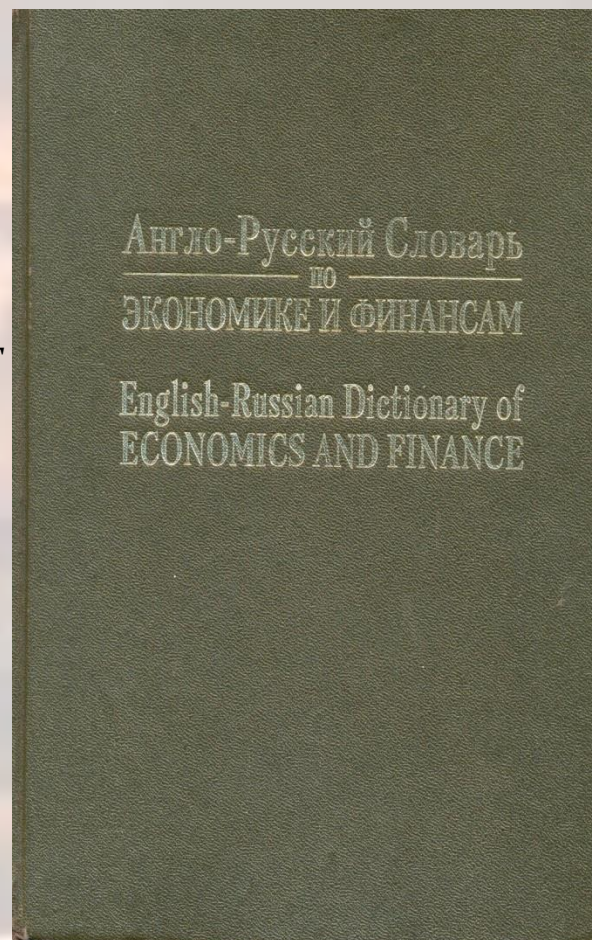 Англо-Русский Словарь
по
ЭКОНОМИКЕ И ФИНАНСАМ
English-Russian Dictionary of
ECONOMICS AND FINANCE